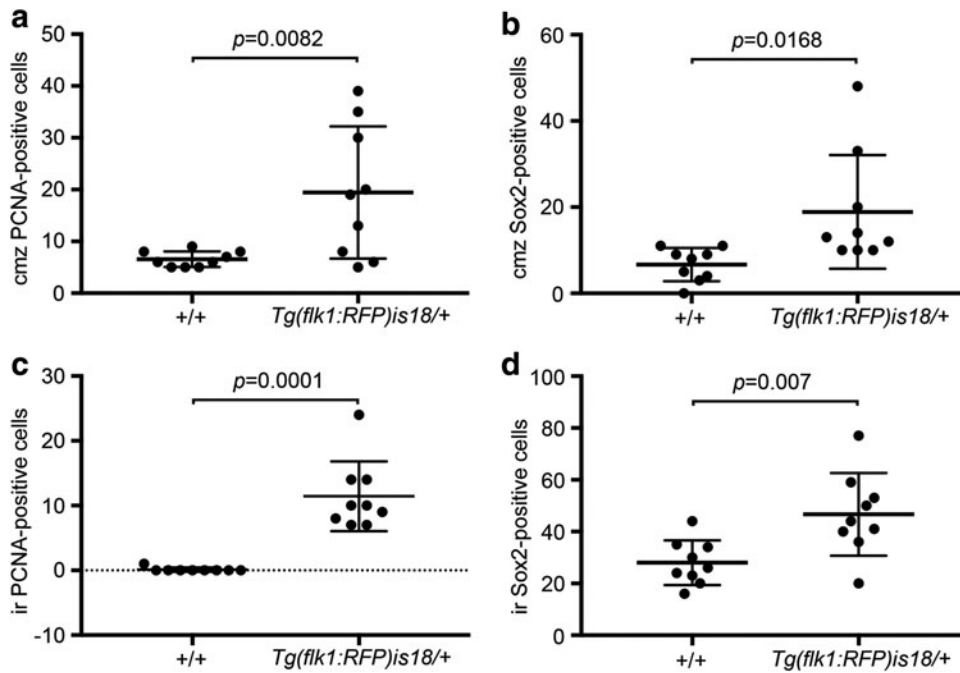 a
cmz PCNA-positive cells
50
40
30
20
10
0
p=0.0082
+/+
Tg(flk1:RFP)is18/+
b
cmz Sox2-positive cells
60
40
20
0
p=0.0168
+/+
Tg(flk1:RFP)is18/+
c
ir PCNA-positive cells
30
20
10
0
-10
p=0.0001
+/+
Tg(flk1:RFP)is18/+
d
ir Sox2-positive cells
100
80
60
40
20
0
p=0.007
+/+
Tg(flk1:RFP)is18/+